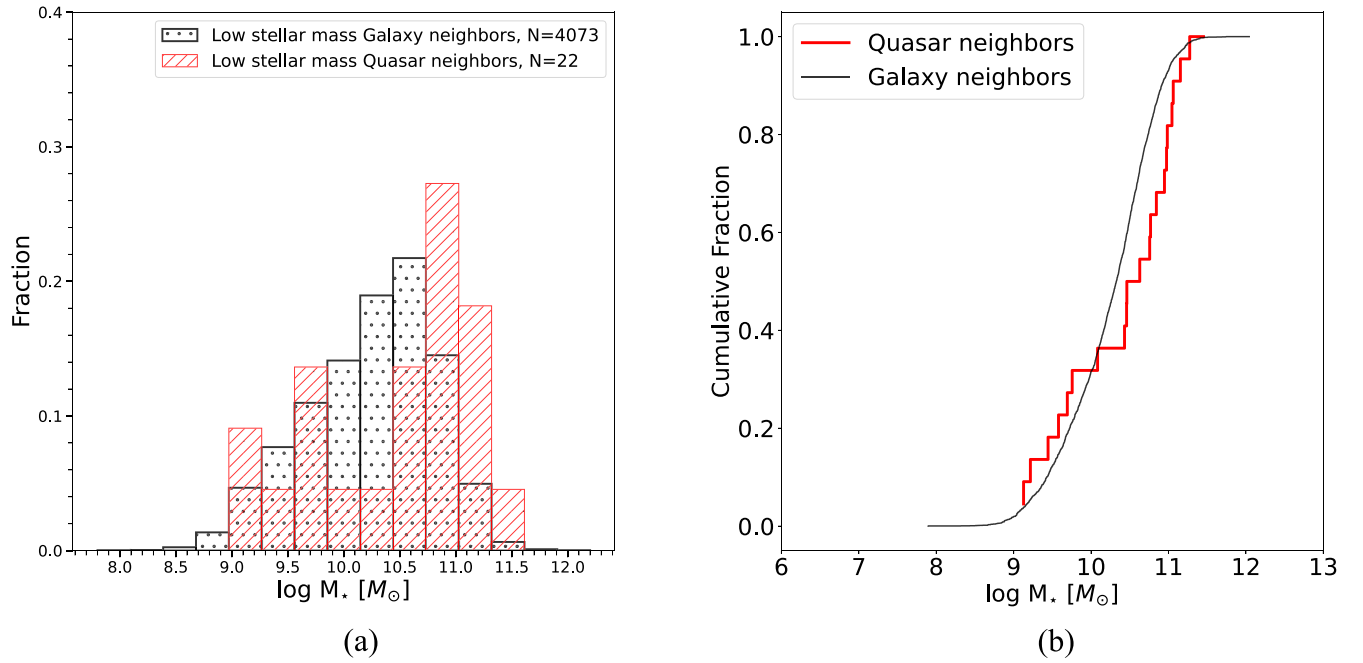 0.4
0.3
0.2
0.1
0.0
Fraction
Low stellar mass Galaxy neighbors, N=4073
Low stellar mass Quasar neighbors, N=22
8.0 8.5 9.0 9.5 10.0 10.5 11.0 11.5 12.0
log M⋆ [M⊙]
(a)
1.0
0.8
0.6
0.4
0.2
0.0
Cumulative Fraction
Quasar neighbors
Galaxy neighbors
6 7 8 9 10 11 12 13
log M⋆ [M⊙]
(b)